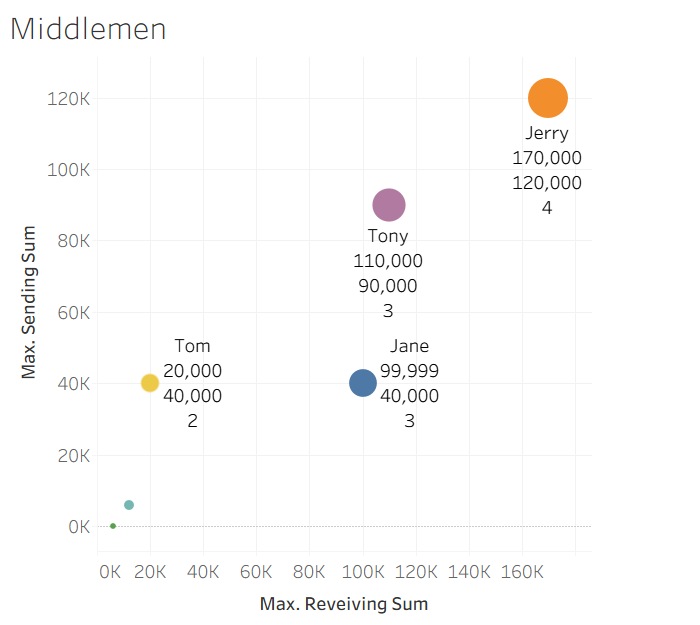 Middlemen
120K
100K
80K
60K
40K
20K
0K
Max. Sending Sum
Jerry
170,000
120,000
4
Tony
110,000
90,000
3
Tom
20,000
40,000
2
Jane
99,999
40,000
3
0K 20K 40K 60K 80K 100K 120K 140K 160K
Max. Reveiving Sum